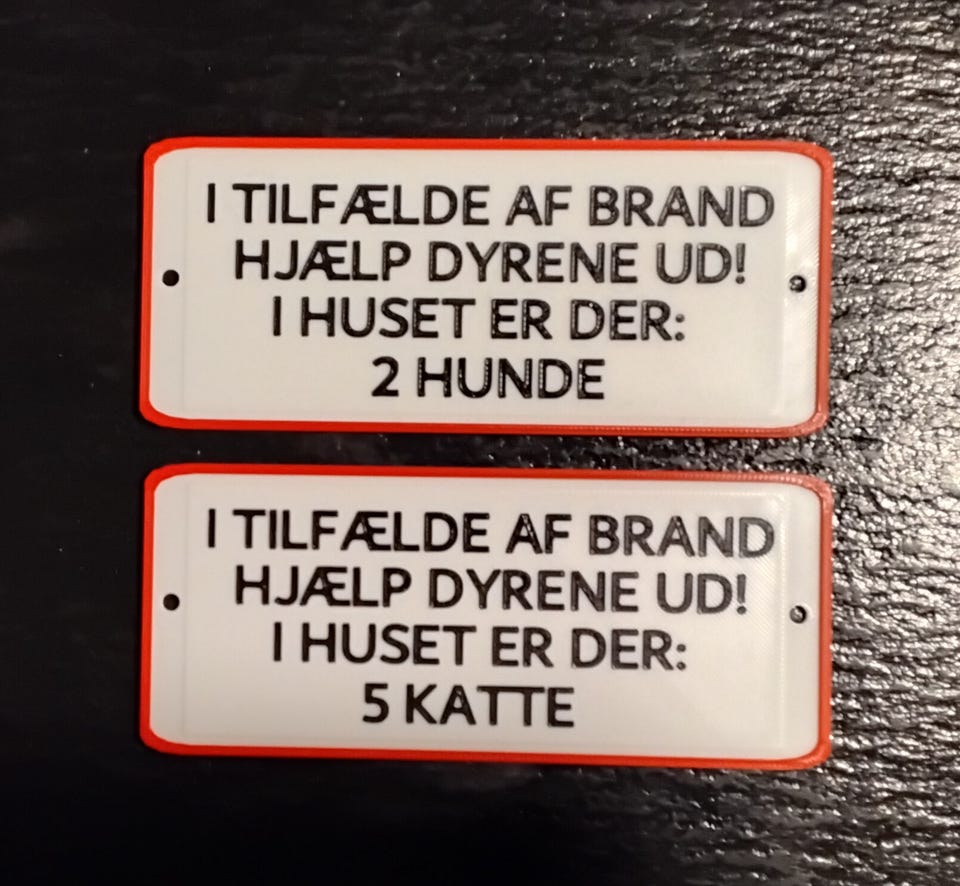 I TILFÆLDE AF BRAND
HJÆLP DYRENE UD!
I HUSET ER DER:
2 HUNDE
I TILFÆLDE AF BRAND
HJÆLP DYRENE UD!
I HUSET ER DER:
5 KATTE